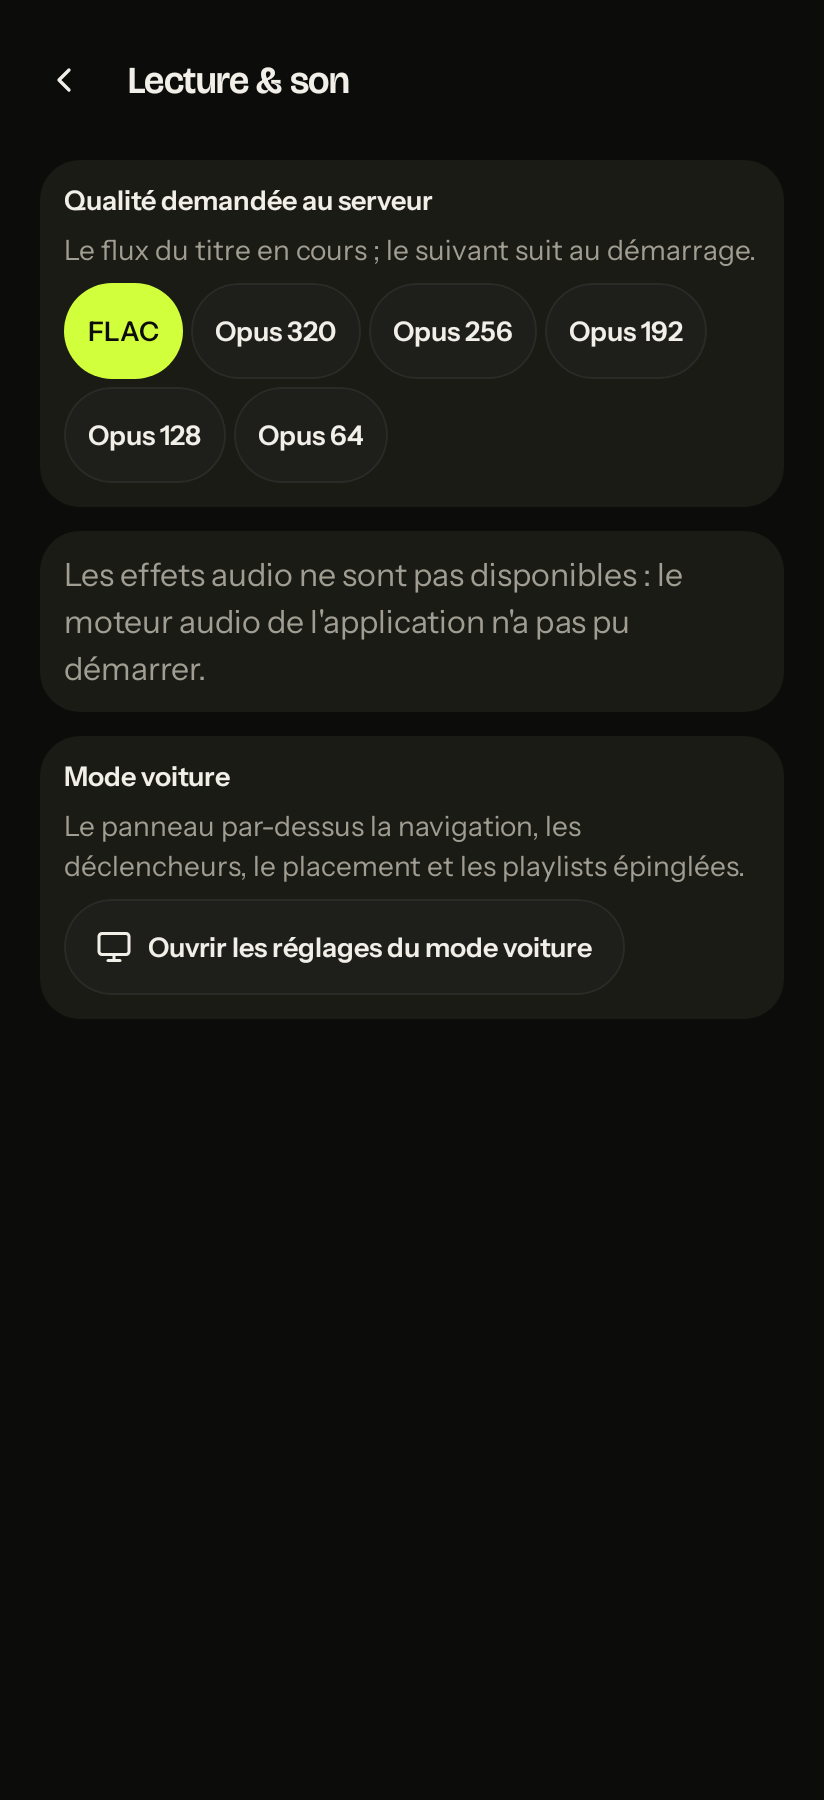 Lecture & son
Qualité demandée au serveur
Le flux du titre en cours ; le suivant suit au démarrage.
FLAC
Opus 320
Opus 256
Opus 192
Opus 128
Opus 64
Les effets audio ne sont pas disponibles : le
moteur audio de l'application n'a pas pu
démarrer.
Mode voiture
Le panneau par-dessus la navigation, les
déclencheurs, le placement et les playlists épinglées.
Ouvrir les réglages du mode voiture